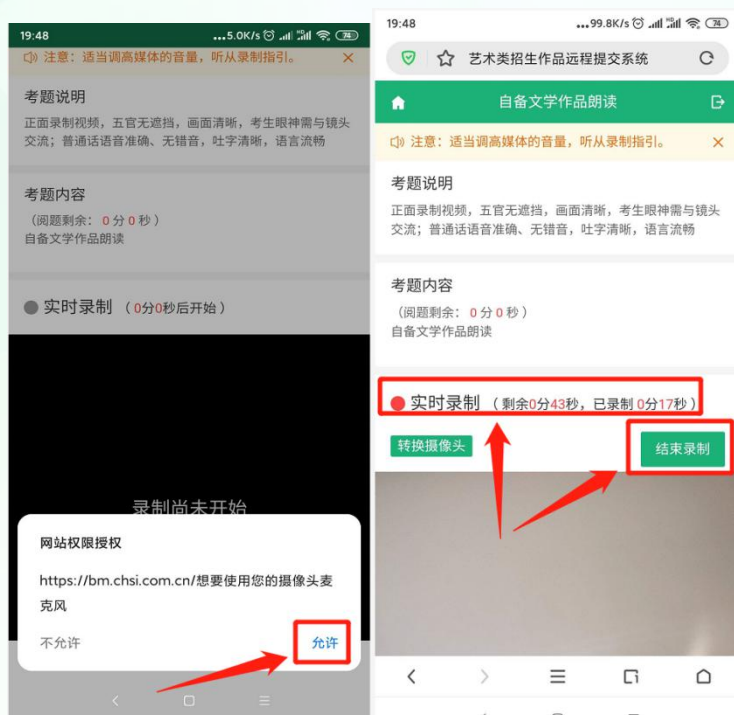 19:48
...5.0K/s
74
注意：适当调高媒体的音量，听从录制指引。
考题说明
正面录制视频，五官无遮挡，画面清晰，考生眼神需与镜头
交流；普通话语音准确、无错音，吐字清晰，语言流畅
考题内容
（阅题剩余： 0 分 0 秒）
自备文学作品朗读
实时录制 （ 0分0秒后开始）
录制尚未开始
网站权限授权
https://bm.chsi.com.cn/想要使用您的摄像头麦
克风
不允许
允许
19:48
...99.8K/s
74
艺术类招生作品远程提交系统
自备文学作品朗读
注意：适当调高媒体的音量，听从录制指引。
考题说明
正面录制视频，五官无遮挡，画面清晰，考生眼神需与镜头
交流；普通话语音准确、无错音，吐字清晰，语言流畅
考题内容
（阅题剩余： 0 分 0 秒）
自备文学作品朗读
实时录制 （ 剩余0分43秒，已录制 0分17秒）
转换摄像头
结束录制